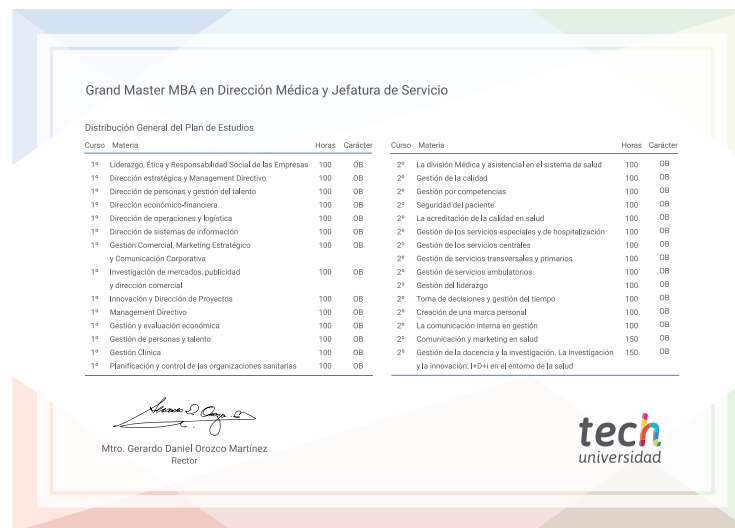 Grand Master MBA en Dirección Médica y Jefatura de Servicio
Distribución General del Plan de Estudios
Curso Materia Horas Carácter
1º Liderazgo, Ética y Responsabilidad Social de las Empresas 100 OB
1º Dirección estratégica y Management Directivo 100 OB
1º Dirección de personas y gestión del talento 100 OB
1º Dirección económico-financiera 100 OB
1º Dirección de operaciones y logística 100 OB
1º Dirección de sistemas de información 100 OB
1º Gestión Comercial, Marketing Estratégico 100 OB
y Comunicación Corporativa
1º Investigación de mercados, publicidad 100 OB
y dirección comercial
1º Innovación y Dirección de Proyectos 100 OB
1º Management Directivo 100 OB
1º Gestión y evaluación económica 100 OB
1º Gestión de personas y talento 100 OB
1º Gestión Clínica 100 OB
1º Planificación y control de las organizaciones sanitarias 100 OB
Curso Materia Horas Carácter
2º La división Médica y asistencial en el sistema de salud 100 OB
2º Gestión de la calidad 100 OB
2º Gestión por competencias 100 OB
2º Seguridad del paciente 100 OB
2º La acreditación de la calidad en salud 100 OB
2º Gestión de los servicios especiales y de hospitalización 100 OB
2º Gestión de los servicios centrales 100 OB
2º Gestión de servicios transversales y primarios 100 OB
2º Gestión de servicios ambulatorios 100 OB
2º Gestión del liderazgo 100 OB
2º Toma de decisiones y gestión del tiempo 100 OB
2º Creación de una marca personal 100 OB
2º La comunicación interna en gestión 100 OB
2º Comunicación y marketing en salud 150 OB
2º Gestión de la docencia y la investigación. La investigación 150 OB
y la innovación: I+D+i en el entorno de la salud
Mtro. Gerardo Daniel Orozco Martínez
Rector
tech
universidad